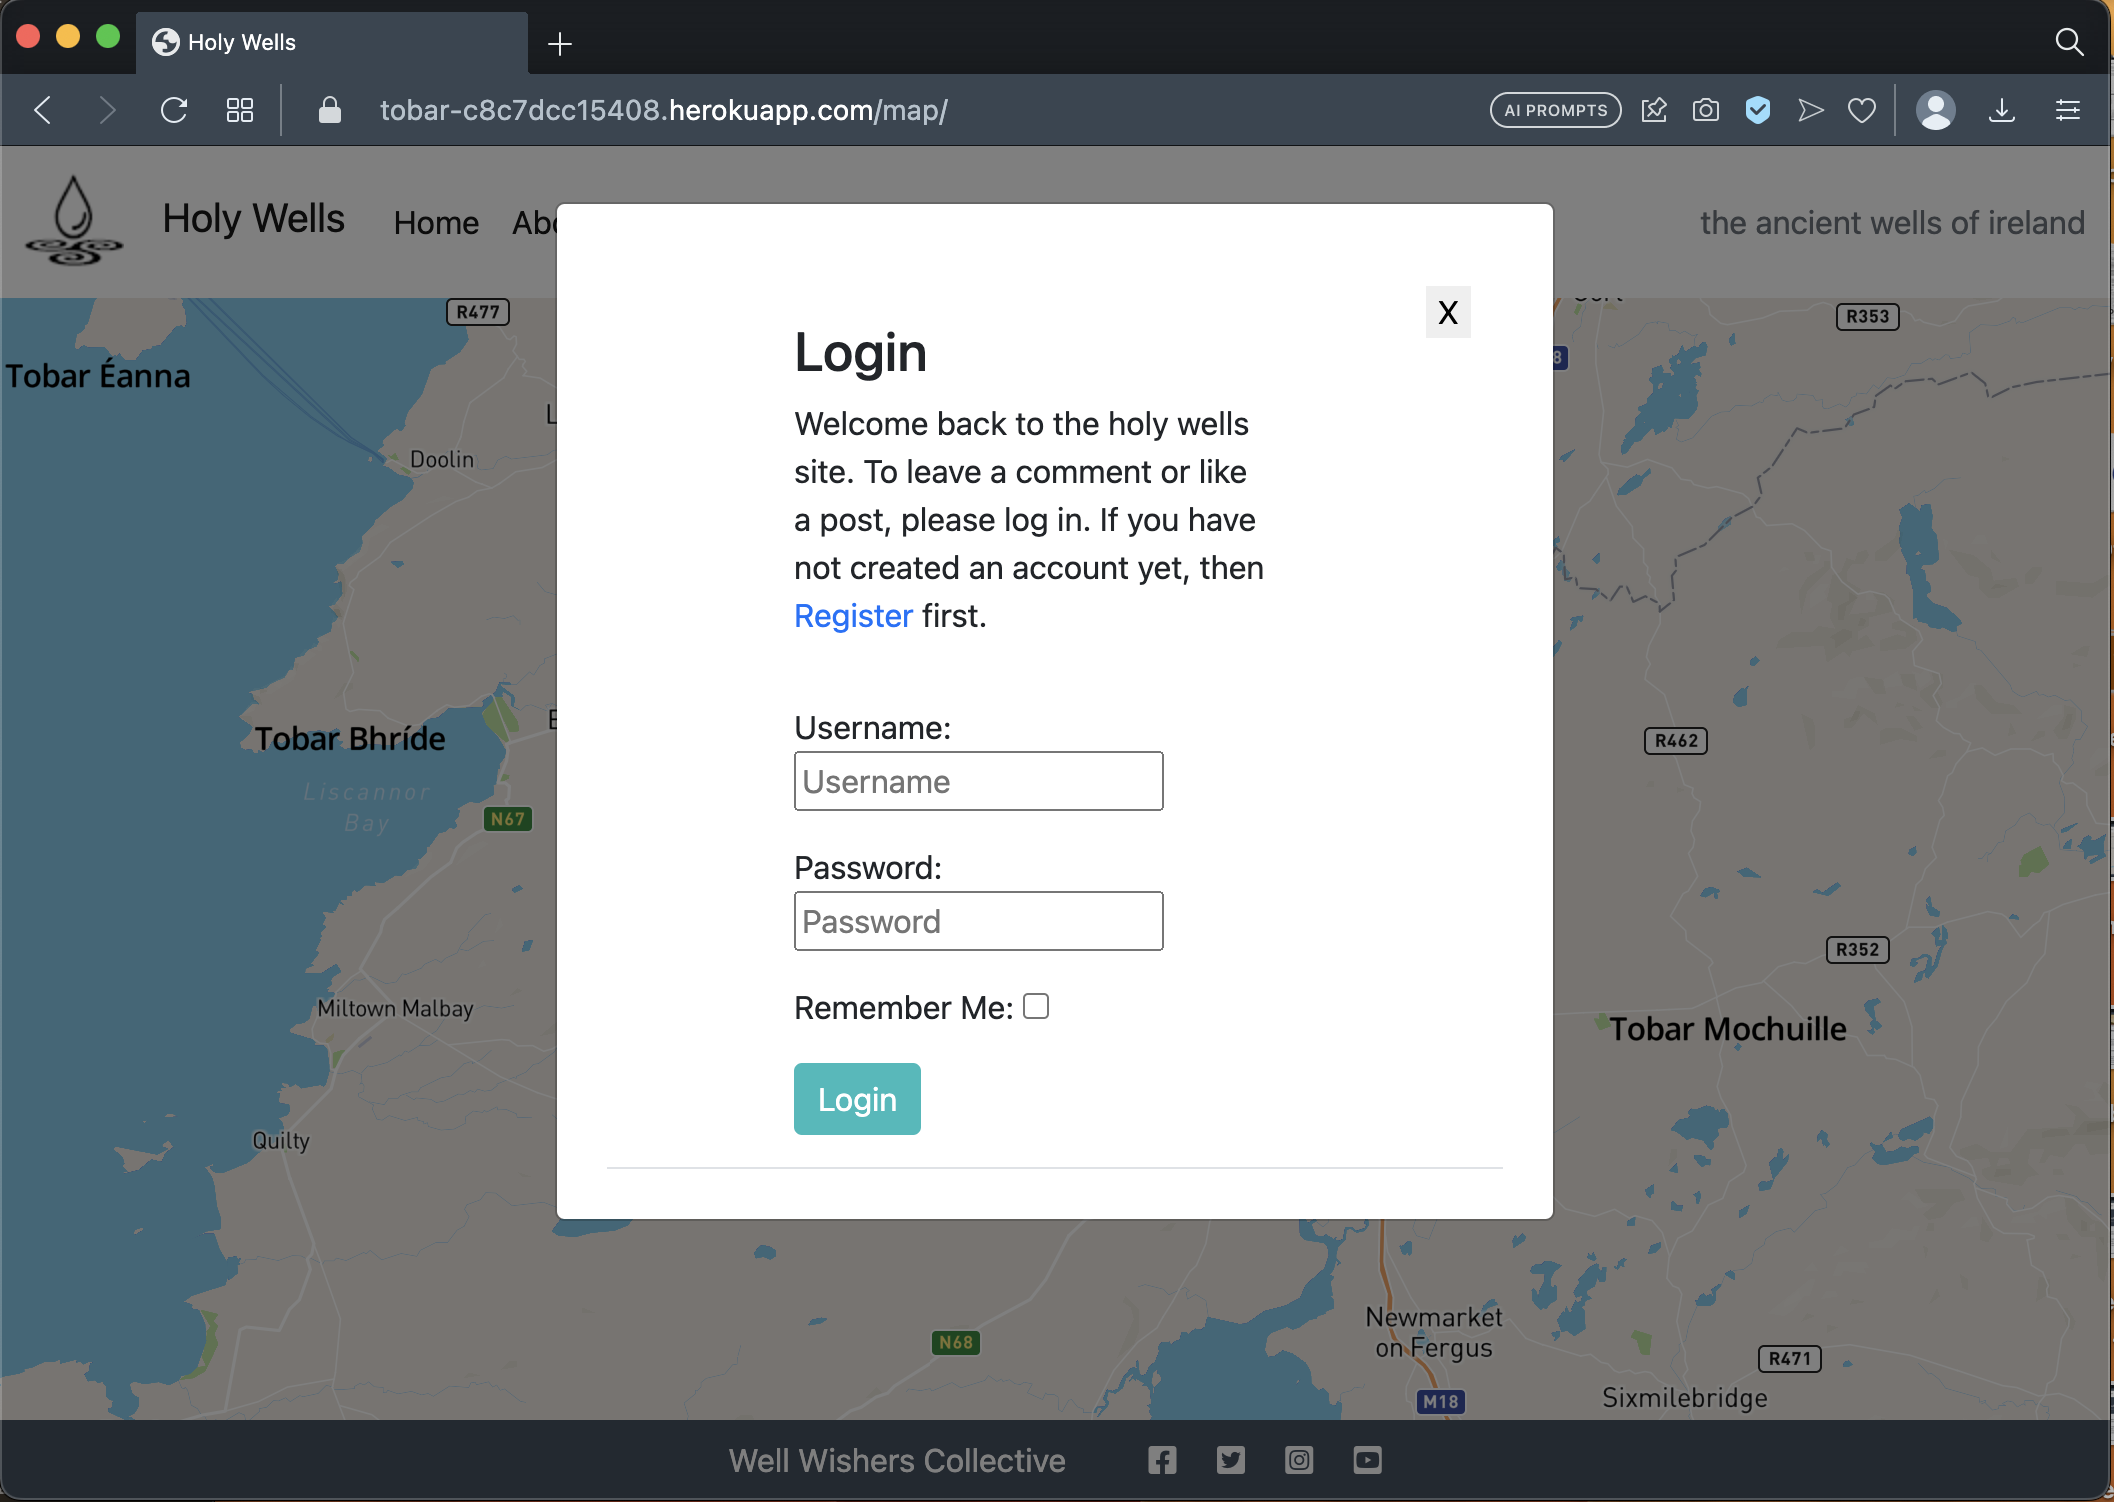 Holy Wells
tobar-c8c7dcc15408.herokuapp.com/map/
AI PROMPTS
Holy Wells
Home
the ancient wells of ireland
X
Login
Welcome back to the holy wells
site. To leave a comment or like
a post, please log in. If you have
not created an account yet, then
Register first.
Username:
Username
Password:
Password
Remember Me:
Login
R477
R353
Tobar Éanna
Doolin
Tobar Bhríde
Liscannor
Bay
N67
R462
R352
Miltown Malbay
Tobar Mochuille
Quilty
Newmarket
on Fergus
N68
R471
M18
Sixmilebridge
Well Wishers Collective